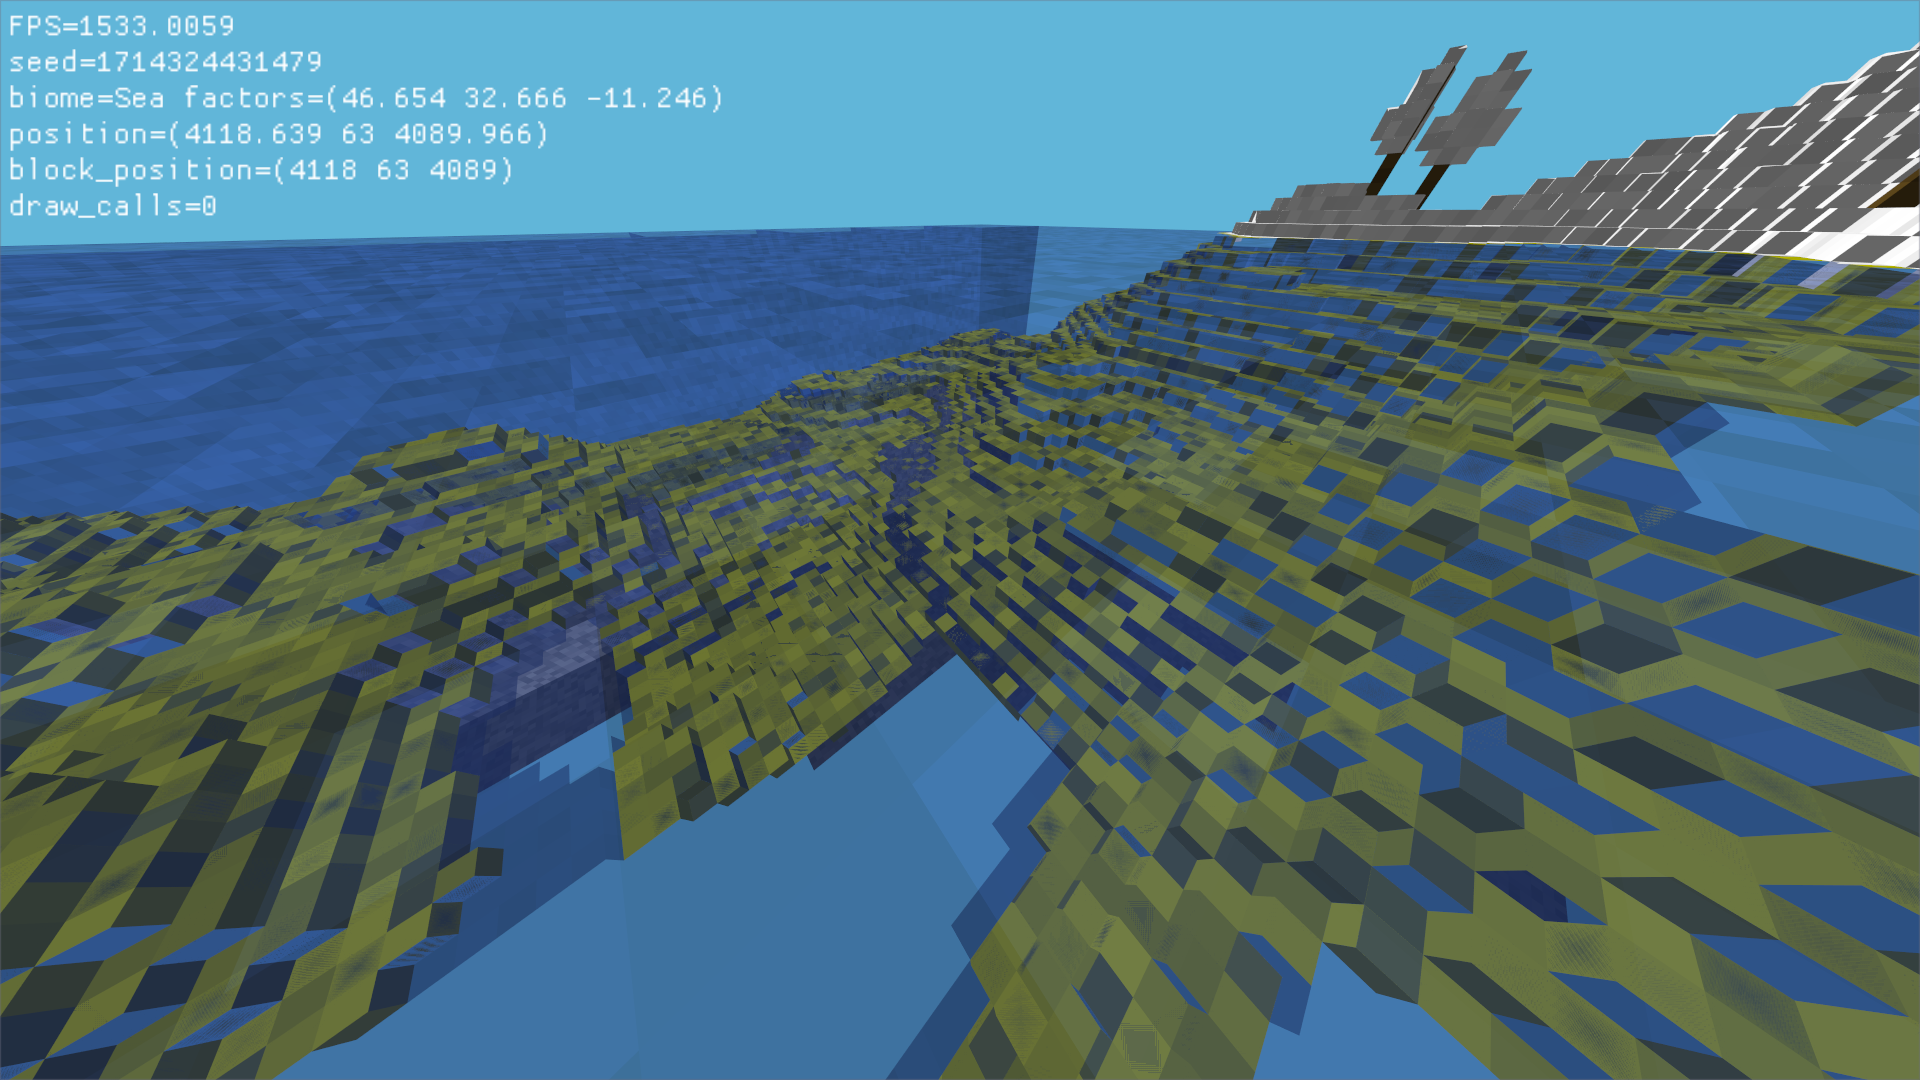 FPS=1533.0059
seed=1714324431479
biome=Sea factors=(46.654 32.666 -11.246)
position=(4118.639 63 4089.966)
block_position=(4118 63 4089)
draw_calls=0